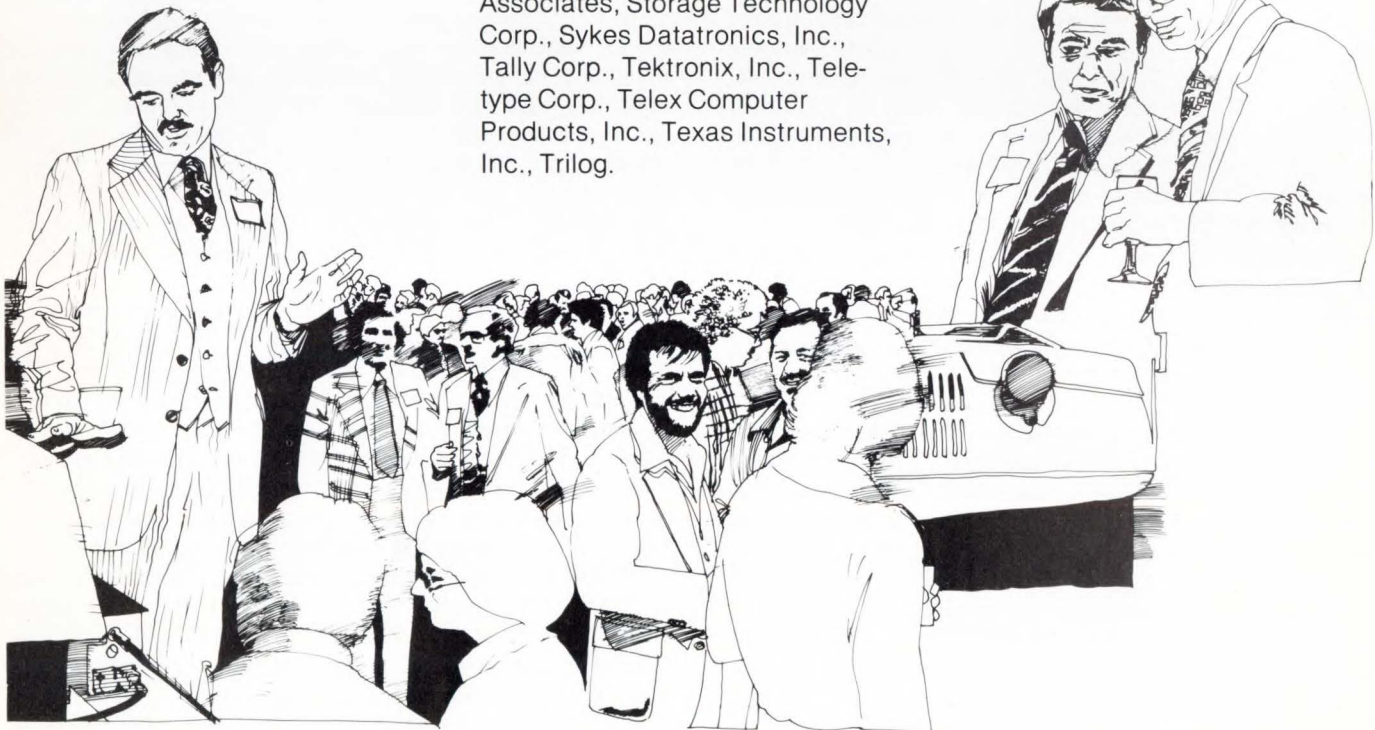 Associates, Storage Technology
Corp., Sykes Datatronics, Inc.,
Tally Corp., Tektronix, Inc., Tele-
type Corp., Telex Computer
Products, Inc., Texas Instruments,
Inc., Trilog.